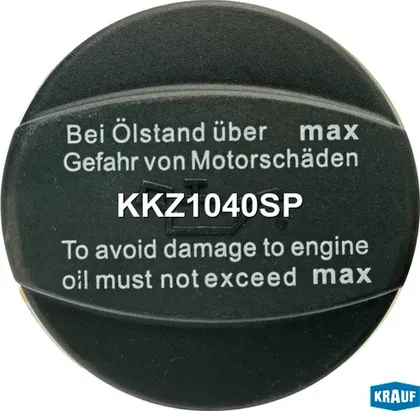 Bei Ölstand über max
Gefahr von Motorschäden
KKZ1040SP
To avoid damage to engine
oil must not exceed max
KRAUF